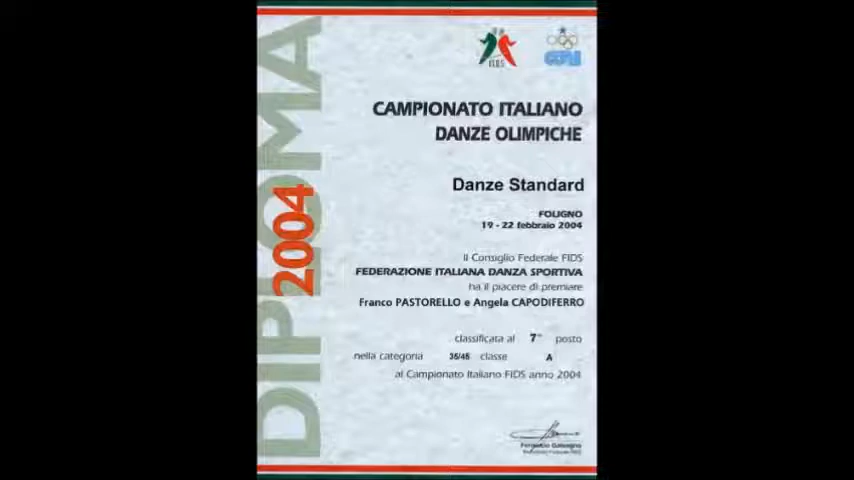 DIPLOMA
2004
FIDS
CONI
CAMPIONATO ITALIANO
DANZE OLIMPICHE
Danze Standard
FOLIGNO
19 - 22 febbraio 2004
Il Consiglio Federale FIDS
FEDERAZIONE ITALIANA DANZA SPORTIVA
ha il piacere di premiare
Franco PASTORELLO e Angela CAPODIFERRO
classificata al 7° posto
nella categoria 35/45 classe A
al Campionato Italiano FIDS anno 2004